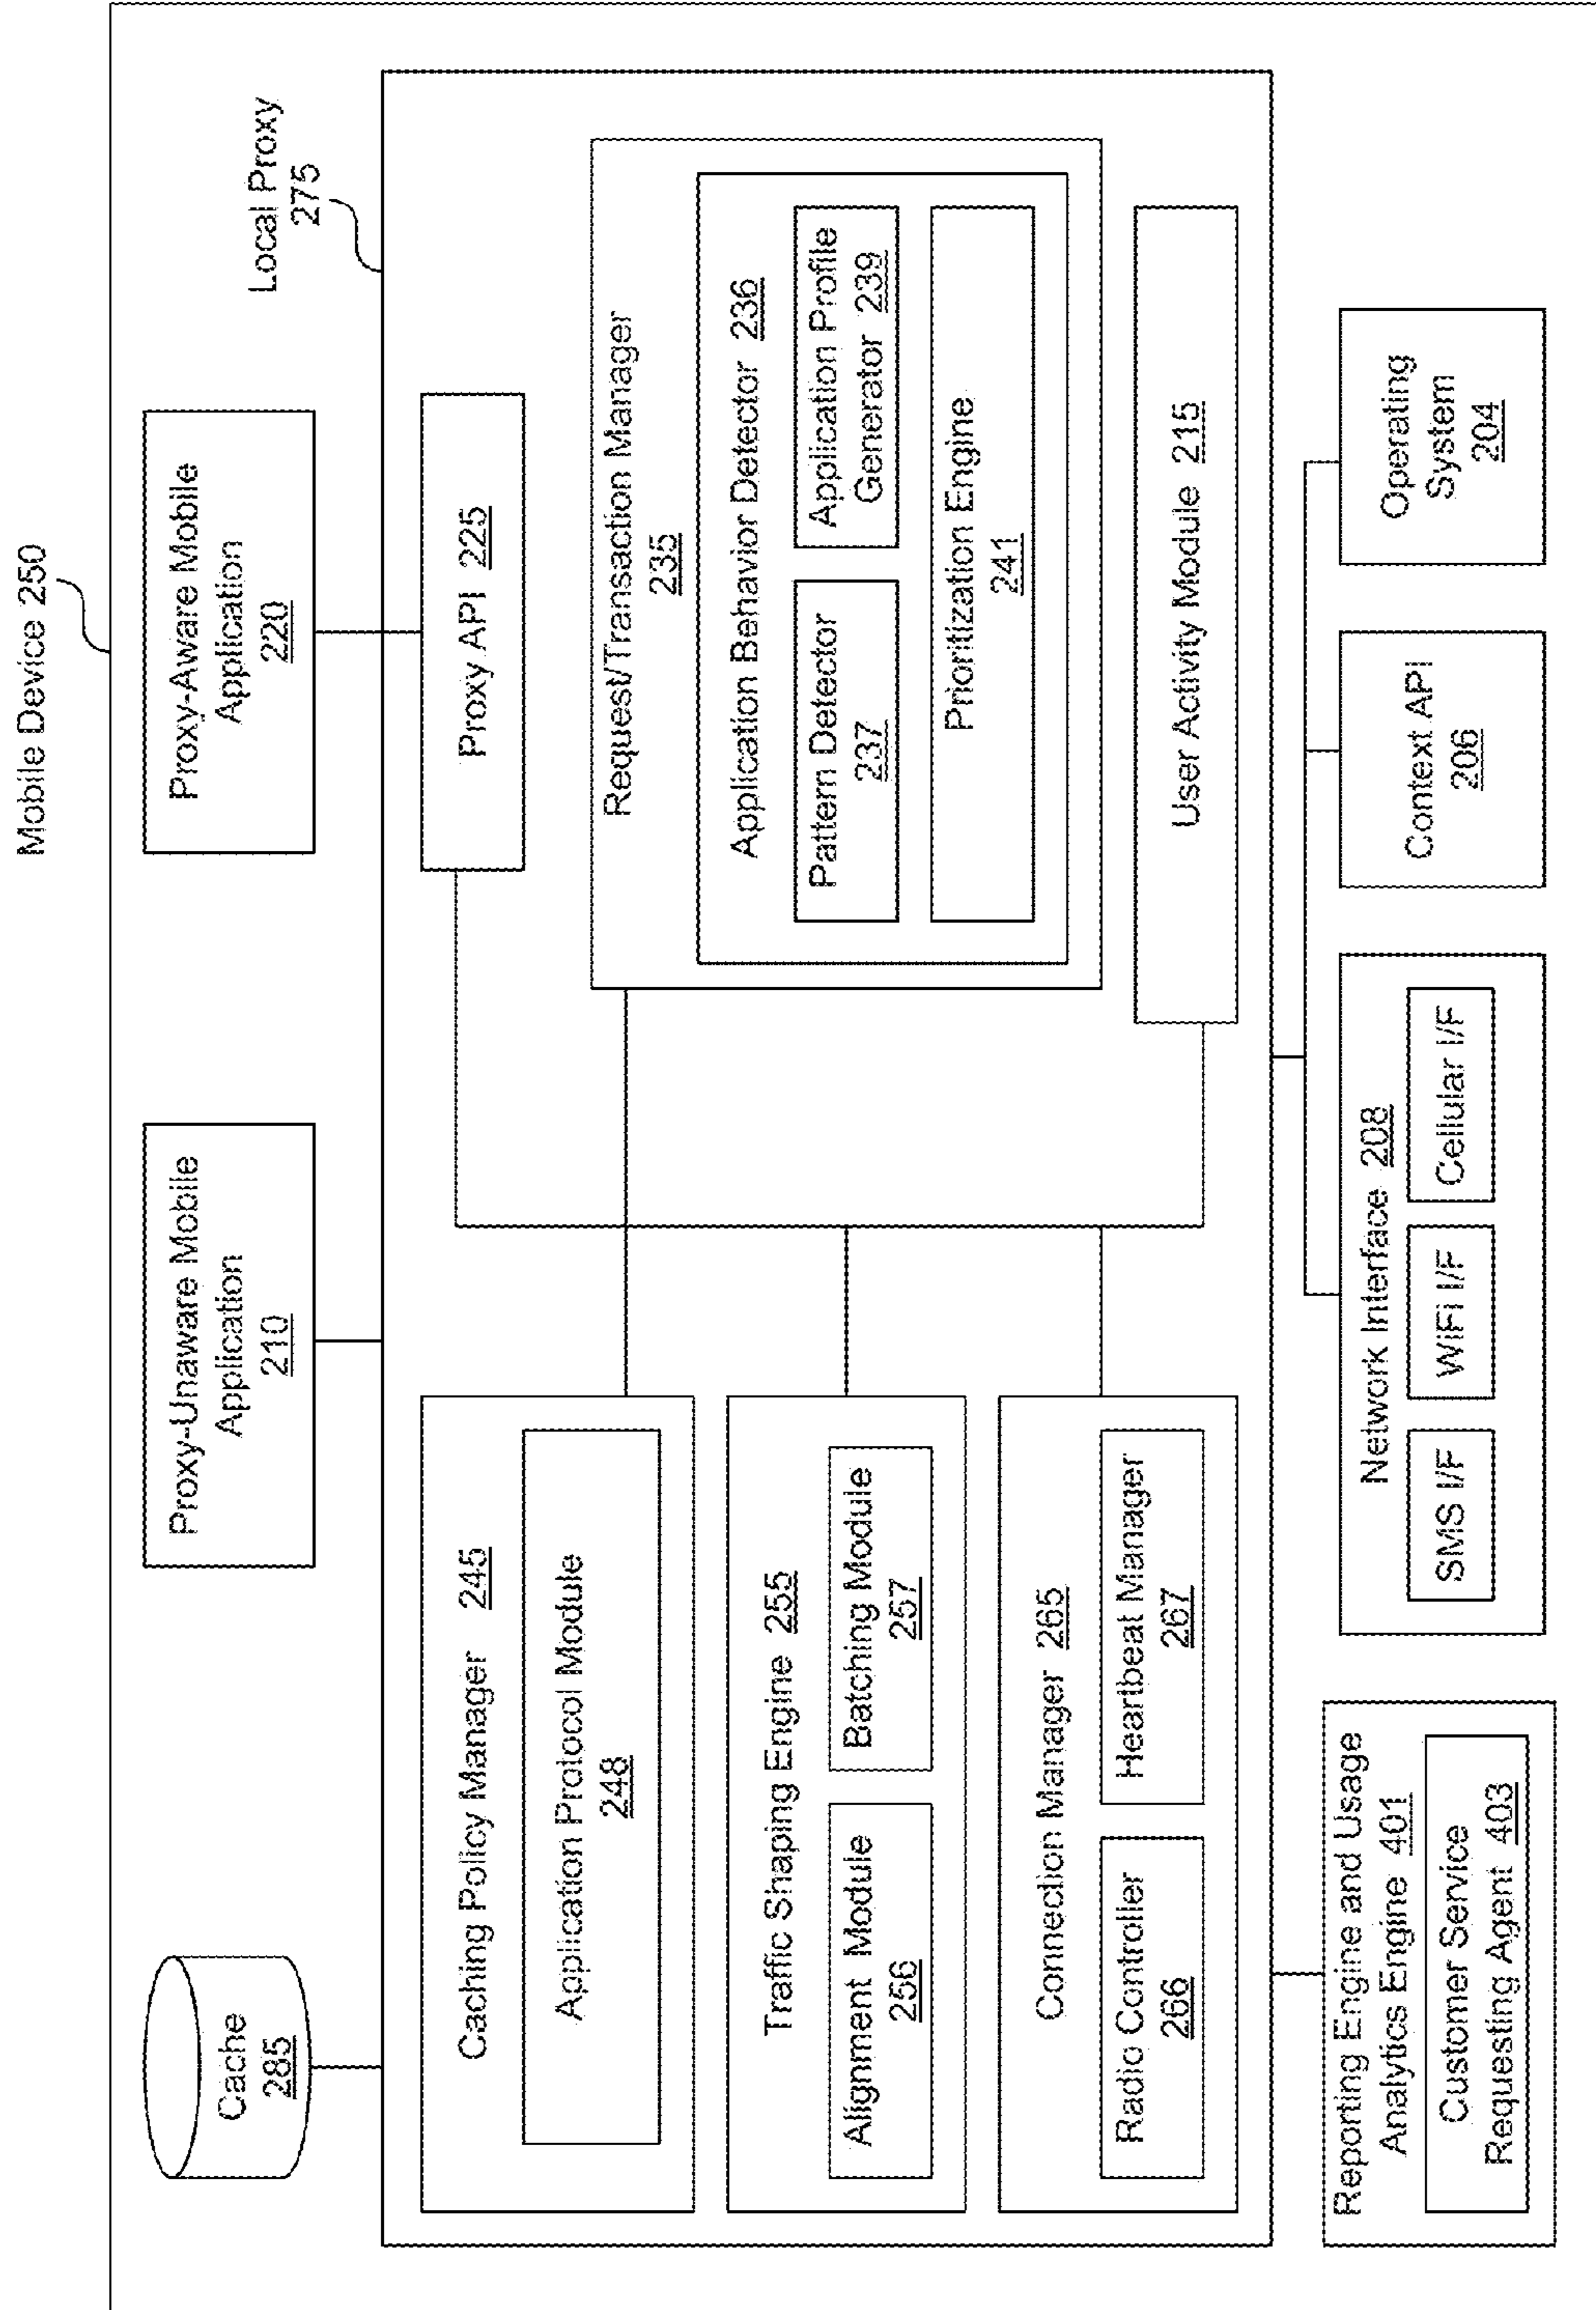 Mobile Device 250
Cache
285
Proxy-Unaware Mobile
Application
210
Proxy-Aware Mobile
Application
220
Local Proxy
275
Caching Policy Manager 245
Application Protocol Module
248
Traffic Shaping Engine 255
Alignment Module
256
Batching Module
257
Connection Manager 265
Radio Controller
266
Heartbeat Manager
267
Proxy API 225
Request/Transaction Manager
235
Application Behavior Detector 236
Pattern Detector
237
Application Profile
Generator 239
Prioritization Engine
241
User Activity Module 215
Reporting Engine and Usage
Analytics Engine 401
Customer Service
Requesting Agent 403
Network Interface 208
SMS I/F
WiFi I/F
Cellular I/F
Context API
206
Operating
System
204